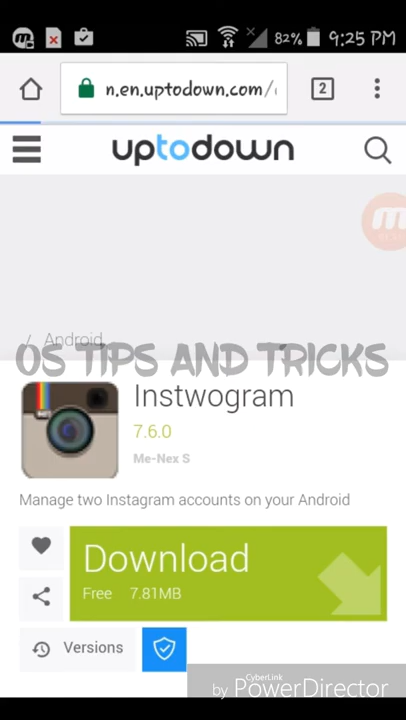 82% 9:25 PM
n.en.uptodown.com/
2
uptodown
/ Android
OS TIPS AND TRICKS
Instwogram
7.6.0
Me-Nex S
Manage two Instagram accounts on your Android
Download
Free 7.81MB
Versions
CyberLink
by PowerDirector